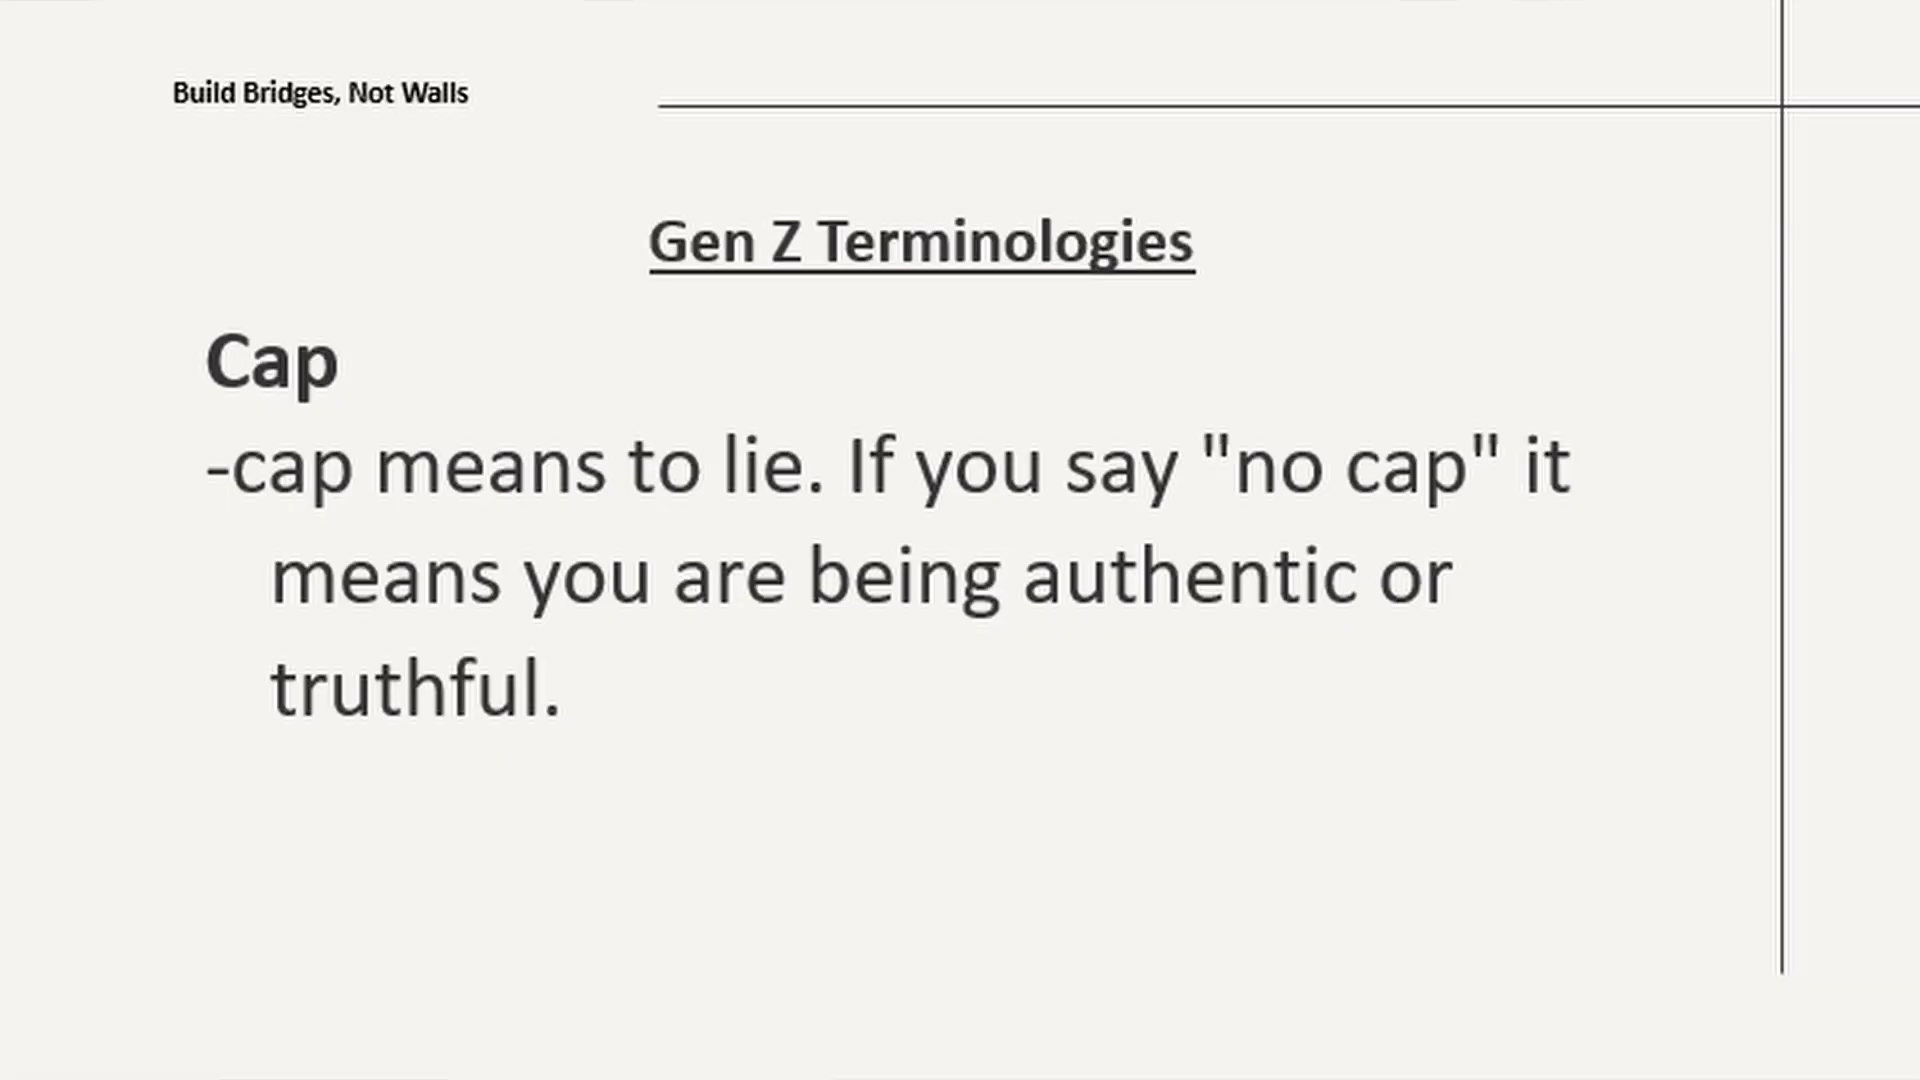 Build Bridges, Not Walls
Gen Z Terminologies
Cap
-cap means to lie. If you say "no cap" it
means you are being authentic or
truthful.